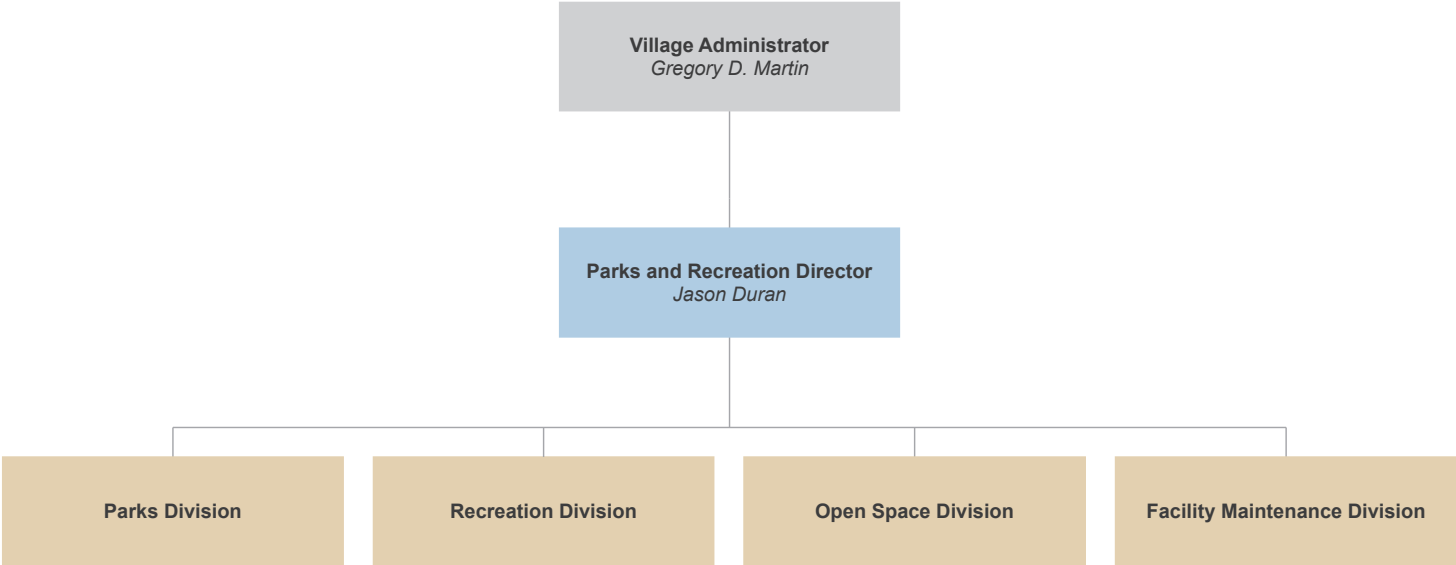 Village Administrator
Gregory D. Martin
Parks and Recreation Director
Jason Duran
Parks Division
Recreation Division
Open Space Division
Facility Maintenance Division